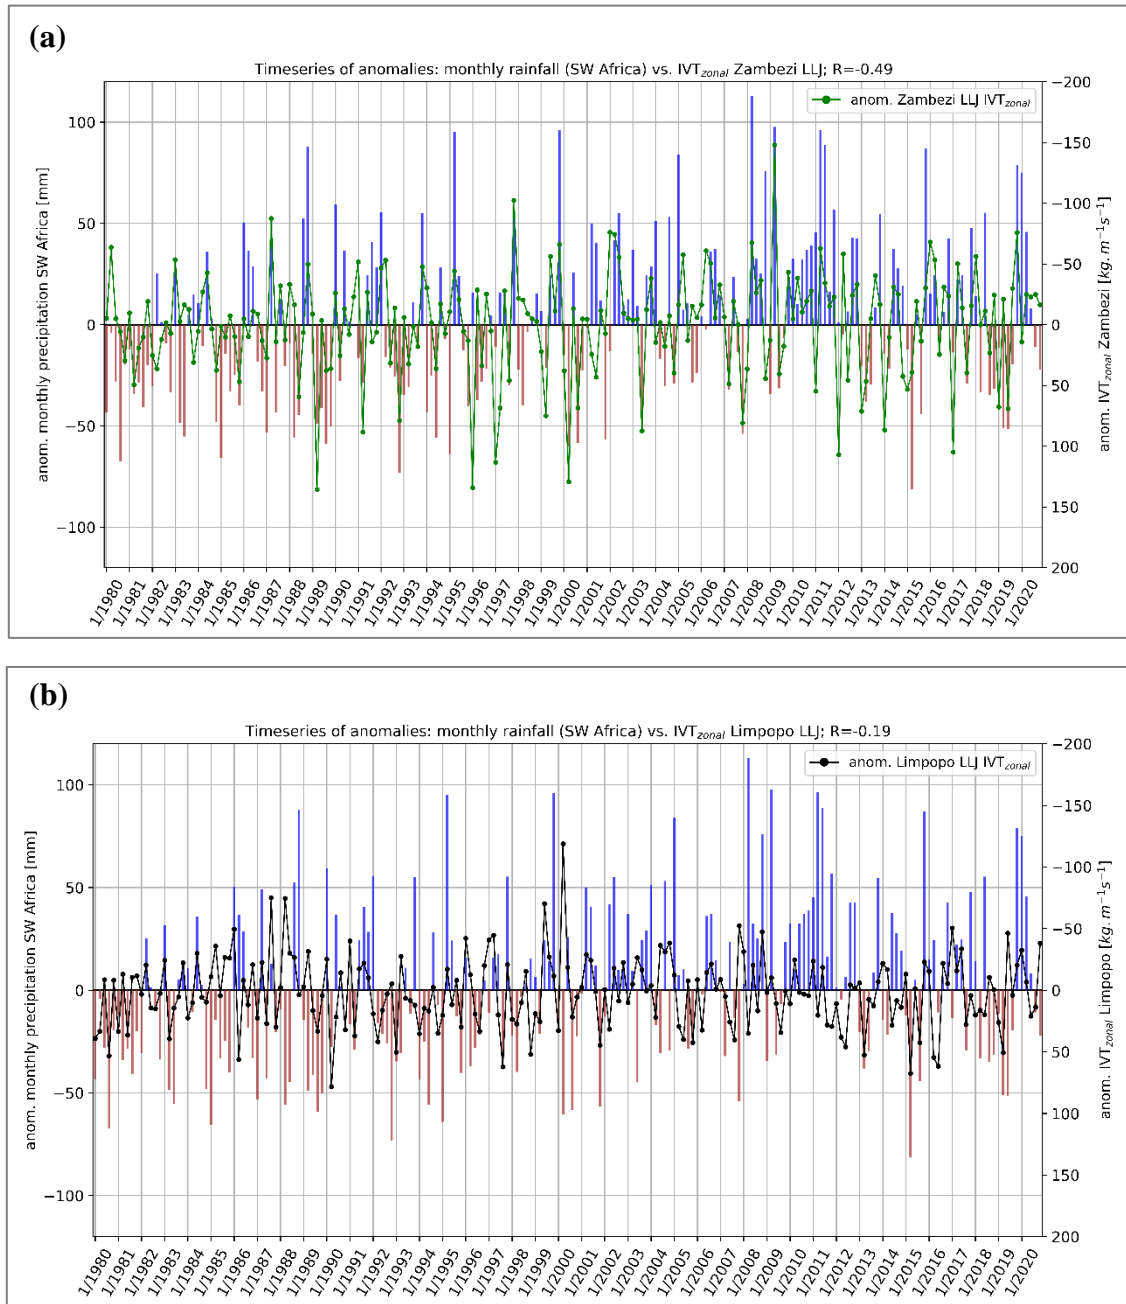 (a)
Timeseries of anomalies: monthly rainfall (SW Africa) vs. IVT_zonal Zambezi LLJ; R=-0.49
anom. Zambezi LLJ IVT_zonal
anom. monthly precipitation SW Africa [mm]
100
50
0
−50
−100
−200
−150
−100
−50
0
50
100
150
200
anom. IVT_zonal Zambezi [kg.m⁻¹s⁻¹]
1/1980 1/1981 1/1982 1/1983 1/1984 1/1985 1/1986 1/1987 1/1988 1/1989 1/1990 1/1991 1/1992 1/1993 1/1994 1/1995 1/1996 1/1997 1/1998 1/1999 1/2000 1/2001 1/2002 1/2003 1/2004 1/2005 1/2006 1/2007 1/2008 1/2009 1/2010 1/2011 1/2012 1/2013 1/2014 1/2015 1/2016 1/2017 1/2018 1/2019 1/2020
(b)
Timeseries of anomalies: monthly rainfall (SW Africa) vs. IVT_zonal Limpopo LLJ; R=-0.19
anom. Limpopo LLJ IVT_zonal
anom. monthly precipitation SW Africa [mm]
100
50
0
−50
−100
−200
−150
−100
−50
0
50
100
150
200
anom. IVT_zonal Limpopo [kg.m⁻¹s⁻¹]
1/1980 1/1981 1/1982 1/1983 1/1984 1/1985 1/1986 1/1987 1/1988 1/1989 1/1990 1/1991 1/1992 1/1993 1/1994 1/1995 1/1996 1/1997 1/1998 1/1999 1/2000 1/2001 1/2002 1/2003 1/2004 1/2005 1/2006 1/2007 1/2008 1/2009 1/2010 1/2011 1/2012 1/2013 1/2014 1/2015 1/2016 1/2017 1/2018 1/2019 1/2020